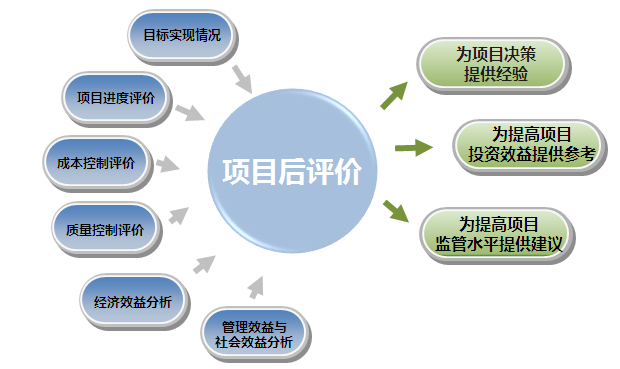 目标实现情况
项目进度评价
成本控制评价
质量控制评价
经济效益分析
管理效益与
社会效益分析
项目后评价
为项目决策
提供经验
为提高项目
投资效益提供参考
为提高项目
监管水平提供建议